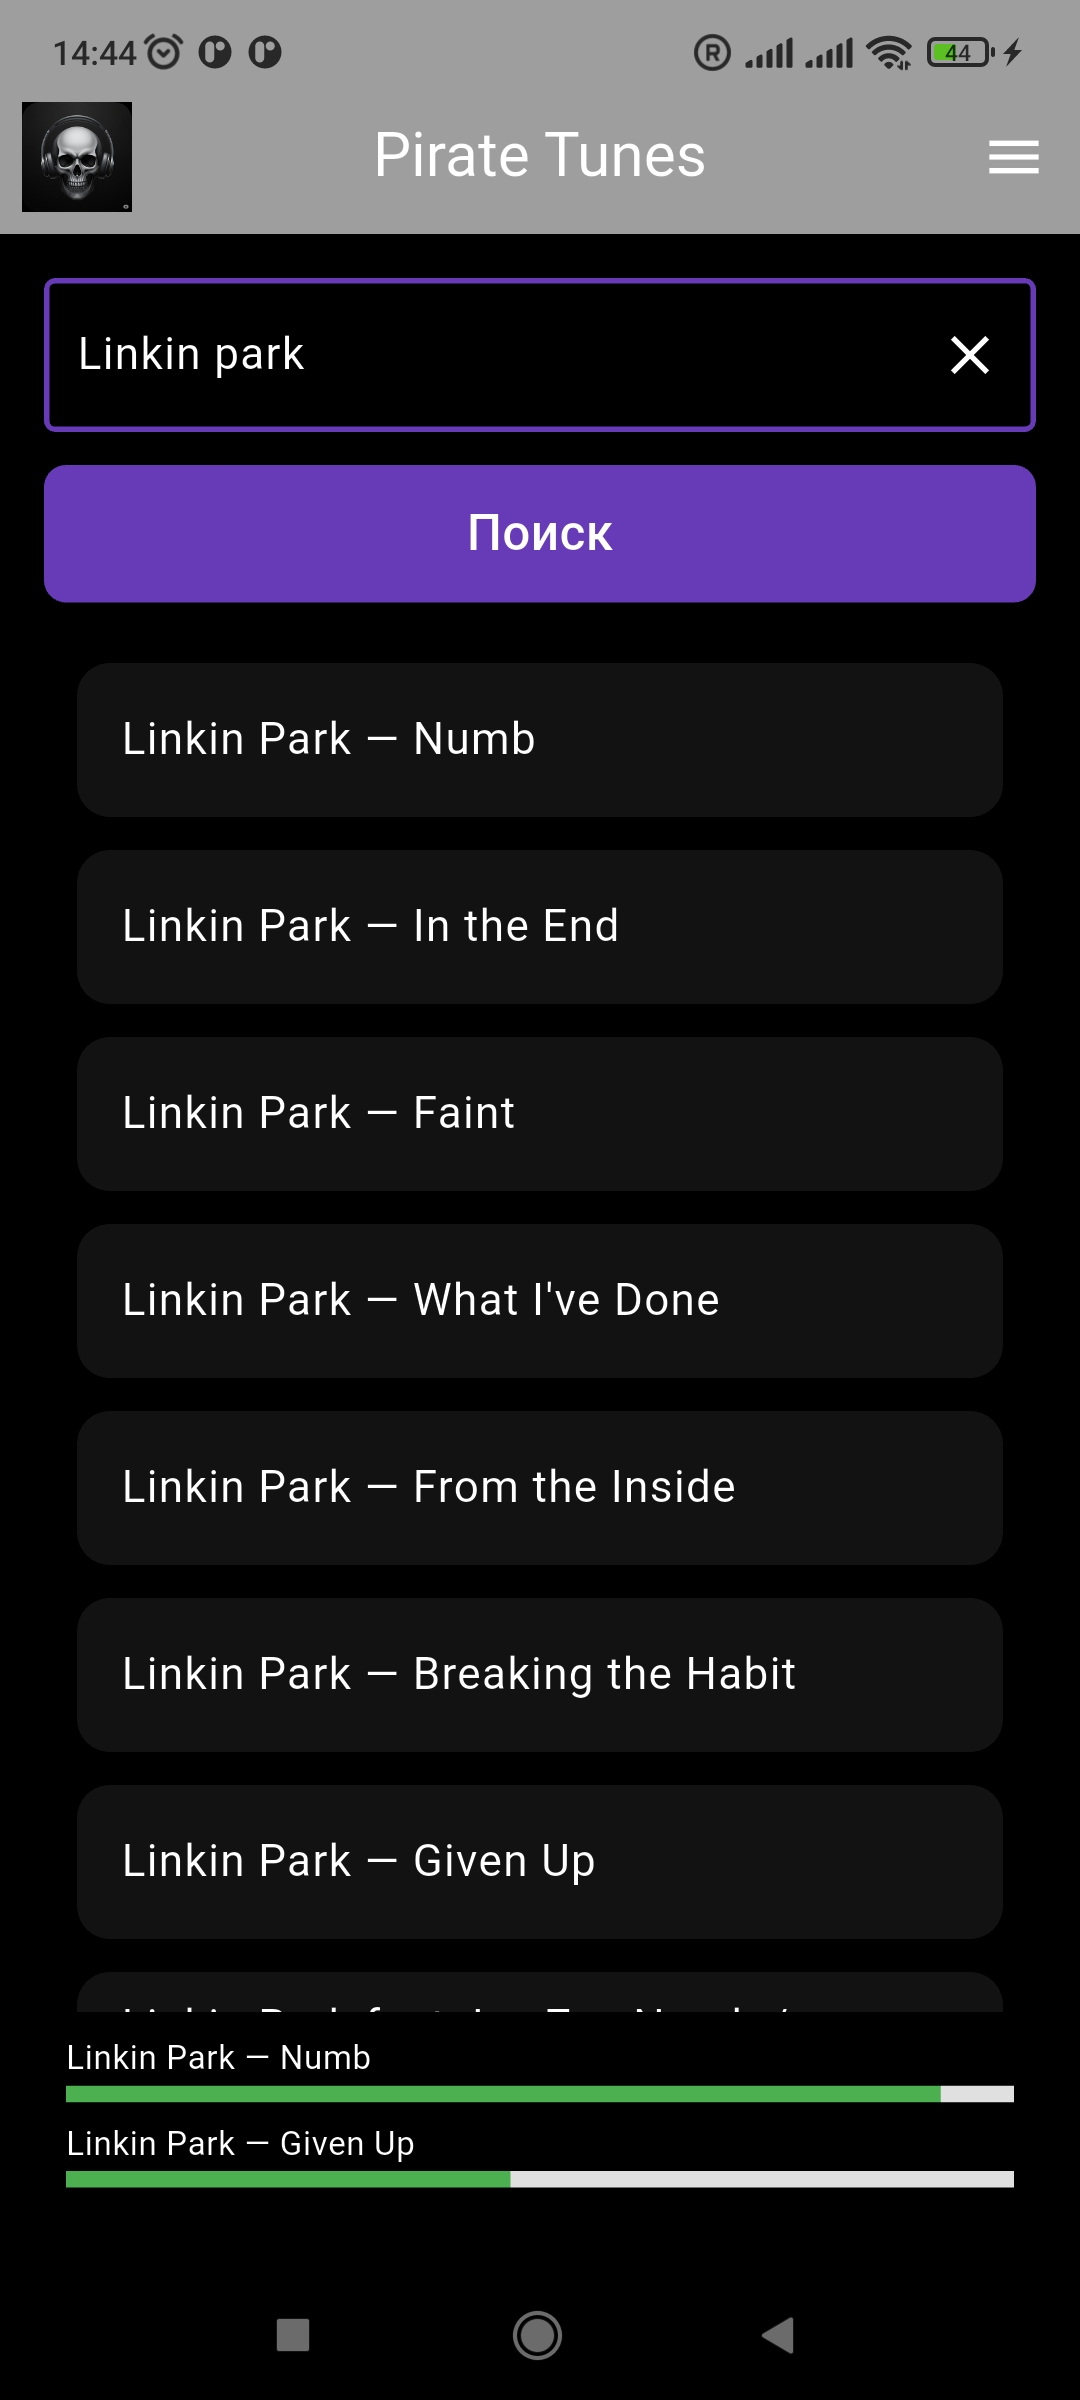 14:44
44
Pirate Tunes
Linkin park
Поиск
Linkin Park — Numb
Linkin Park — In the End
Linkin Park — Faint
Linkin Park — What I've Done
Linkin Park — From the Inside
Linkin Park — Breaking the Habit
Linkin Park — Given Up
Linkin Park — Numb
Linkin Park — Given Up